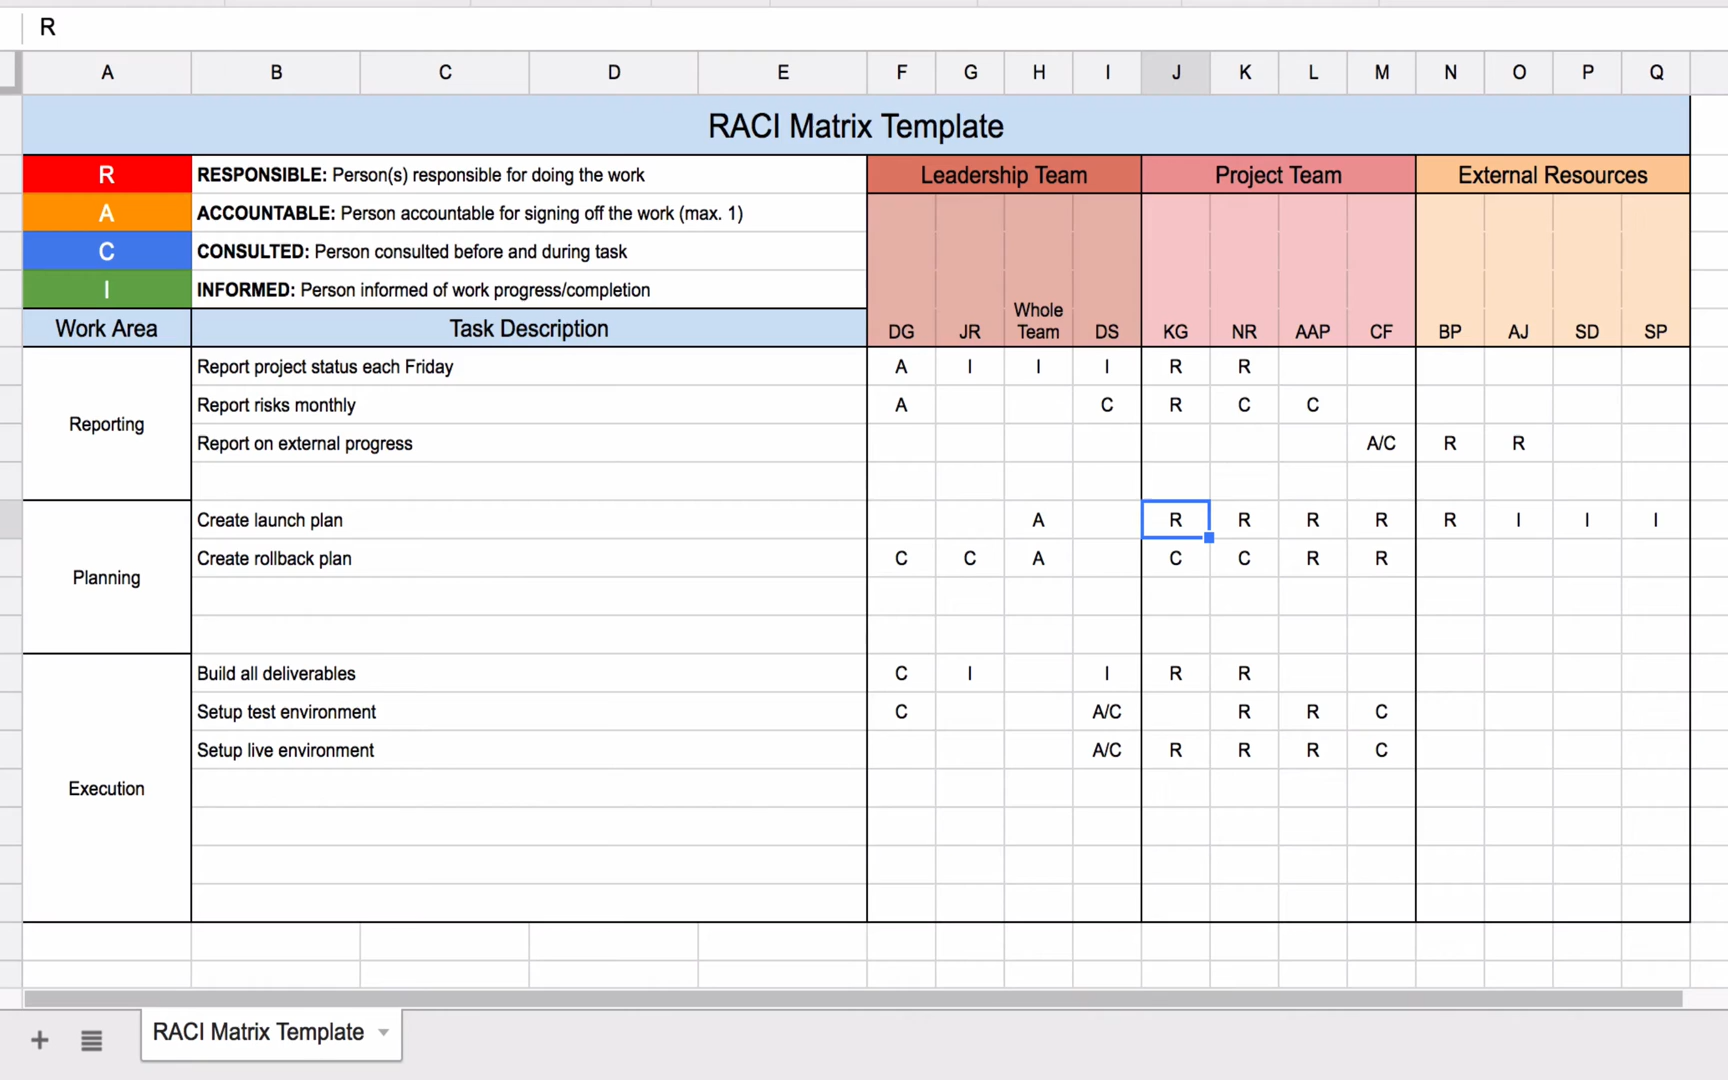 R
A B C D E F G H I J K L M N O P Q
RACI Matrix Template
R RESPONSIBLE: Person(s) responsible for doing the work Leadership Team Project Team External Resources
A ACCOUNTABLE: Person accountable for signing off the work (max. 1)
C CONSULTED: Person consulted before and during task
I INFORMED: Person informed of work progress/completion
Work Area Task Description DG JR Whole Team DS KG NR AAP CF BP AJ SD SP
Reporting
Report project status each Friday A I I I R R
Report risks monthly A C R C C
Report on external progress A/C R R
Planning
Create launch plan A R R R R R I I I
Create rollback plan C C A C C R R
Execution
Build all deliverables C I I R R
Setup test environment C A/C R R C
Setup live environment A/C R R R C
RACI Matrix Template